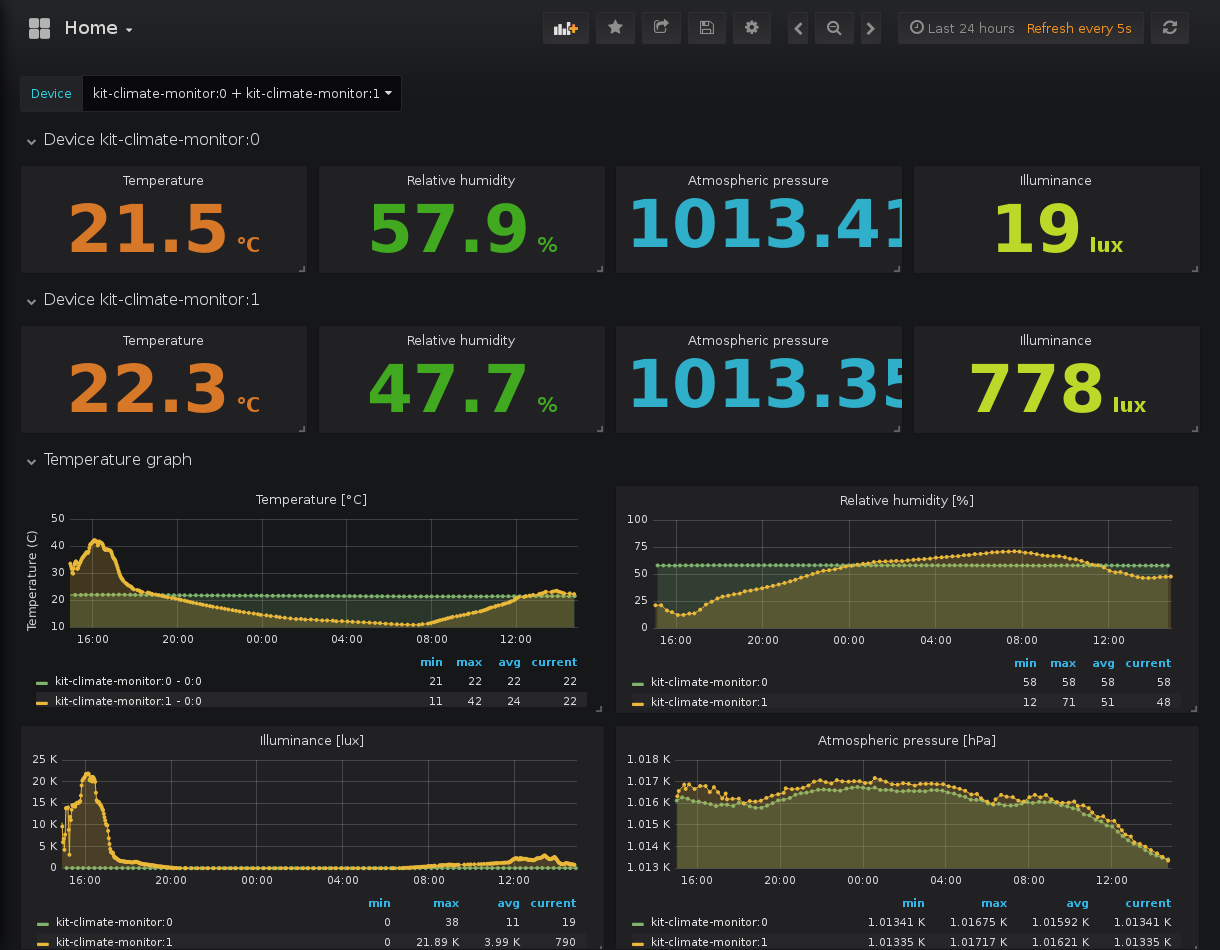 Home
Last 24 hours Refresh every 5s
Device kit-climate-monitor:0 + kit-climate-monitor:1
Device kit-climate-monitor:0
Temperature Relative humidity Atmospheric pressure Illuminance
21.5 °C 57.9 % 1013.41 19 lux
Device kit-climate-monitor:1
Temperature Relative humidity Atmospheric pressure Illuminance
22.3 °C 47.7 % 1013.35 778 lux
Temperature graph
Temperature [°C]
Temperature (C)
50
40
30
20
10
16:00 20:00 00:00 04:00 08:00 12:00
min max avg current
kit-climate-monitor:0 - 0:0 21 22 22 22
kit-climate-monitor:1 - 0:0 11 42 24 22
Relative humidity [%]
100
75
50
25
0
16:00 20:00 00:00 04:00 08:00 12:00
min max avg current
kit-climate-monitor:0 58 58 58 58
kit-climate-monitor:1 12 71 51 48
Illuminance [lux]
25 K
20 K
15 K
10 K
5 K
0
16:00 20:00 00:00 04:00 08:00 12:00
min max avg current
kit-climate-monitor:0 0 38 11 19
kit-climate-monitor:1 0 21.89 K 3.99 K 790
Atmospheric pressure [hPa]
1.018 K
1.017 K
1.016 K
1.015 K
1.014 K
1.013 K
16:00 20:00 00:00 04:00 08:00 12:00
min max avg current
kit-climate-monitor:0 1.01341 K 1.01675 K 1.01592 K 1.01341 K
kit-climate-monitor:1 1.01335 K 1.01717 K 1.01621 K 1.01335 K